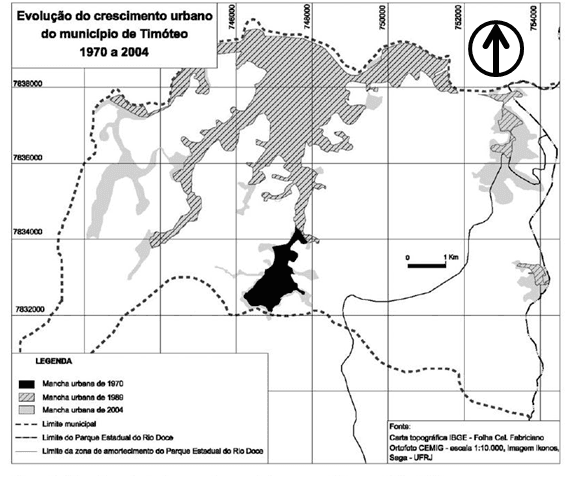 Evolução do crescimento urbano
do município de Timóteo
1970 a 2004
746000
748000
750000
752000
754000
7838000
7836000
7834000
7832000
0 1 Km
LEGENDA
Mancha urbana de 1970
Mancha urbana de 1989
Mancha urbana de 2004
Limite municipal
Limite do Parque Estadual do Rio Doce
Limite da zona de amortecimento do Parque Estadual do Rio Doce
Fonte:
Carta topográfica IBGE - Folha Cel. Fabriciano
Ortofoto CEMIG - escala 1:10.000, Imagem Ikonos,
Saga - UFRJ